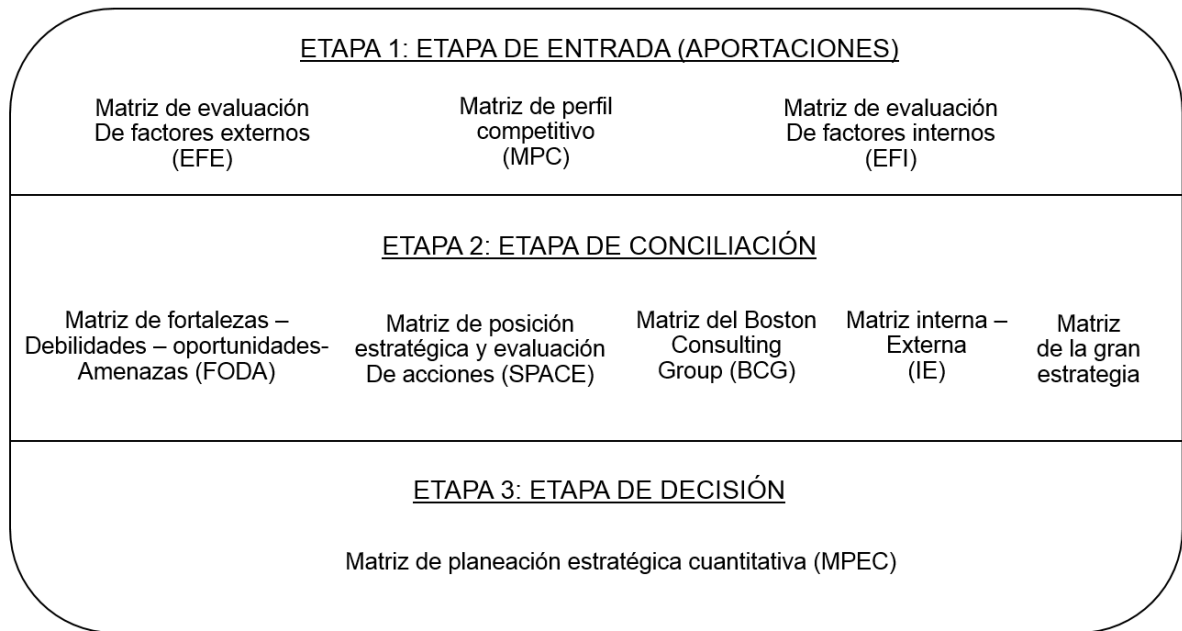 ETAPA 1: ETAPA DE ENTRADA (APORTACIONES)
Matriz de evaluación
De factores externos
(EFE)
Matriz de perfil
competitivo
(MPC)
Matriz de evaluación
De factores internos
(EFI)
ETAPA 2: ETAPA DE CONCILIACIÓN
Matriz de fortalezas –
Debilidades – oportunidades-
Amenazas (FODA)
Matriz de posición
estratégica y evaluación
De acciones (SPACE)
Matriz del Boston
Consulting
Group (BCG)
Matriz interna –
Externa
(IE)
Matriz
de la gran
estrategia
ETAPA 3: ETAPA DE DECISIÓN
Matriz de planeación estratégica cuantitativa (MPEC)